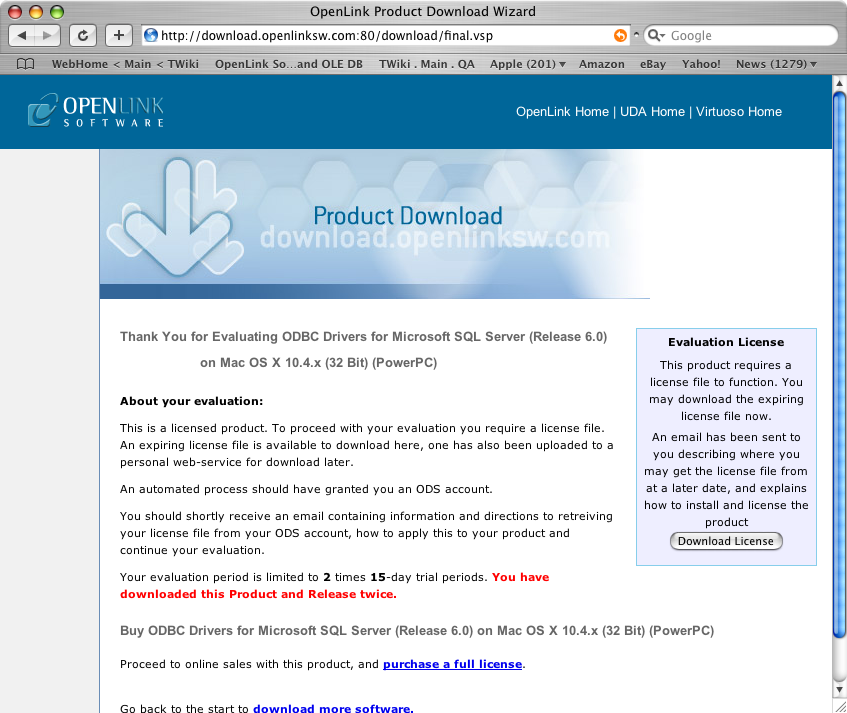 OpenLink Product Download Wizard
http://download.openlinksw.com:80/download/final.vsp
Google
WebHome < Main < TWiki OpenLink So...and OLE DB TWiki . Main . QA Apple (201) Amazon eBay Yahoo! News (1279)
OPENLINK
SOFTWARE
OpenLink Home | UDA Home | Virtuoso Home
Product Download
download.openlinksw.com
Thank You for Evaluating ODBC Drivers for Microsoft SQL Server (Release 6.0)
on Mac OS X 10.4.x (32 Bit) (PowerPC)
About your evaluation:
This is a licensed product. To proceed with your evaluation you require a license file.
An expiring license file is available to download here, one has also been uploaded to a
personal web-service for download later.
An automated process should have granted you an ODS account.
You should shortly receive an email containing information and directions to retreiving
your license file from your ODS account, how to apply this to your product and
continue your evaluation.
Your evaluation period is limited to 2 times 15-day trial periods. You have
downloaded this Product and Release twice.
Evaluation License
This product requires a
license file to function. You
may download the expiring
license file now.
An email has been sent to
you describing where you
may get the license file from
at a later date, and explains
how to install and license the
product
Download License
Buy ODBC Drivers for Microsoft SQL Server (Release 6.0) on Mac OS X 10.4.x (32 Bit) (PowerPC)
Proceed to online sales with this product, and purchase a full license.
Go back to the start to download more software.